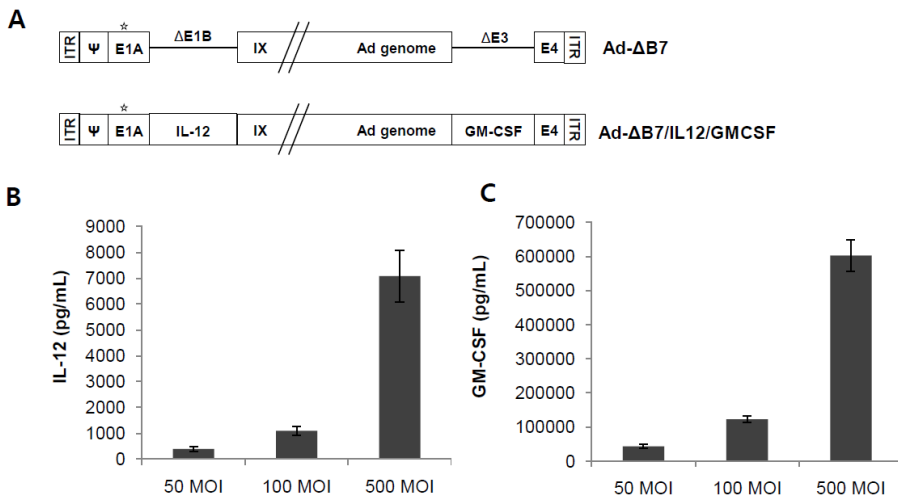 A
☆
ITR Ψ E1A ΔE1B IX Ad genome ΔE3 E4 ITR Ad-ΔB7
☆
ITR Ψ E1A IL-12 IX Ad genome GM-CSF E4 ITR Ad-ΔB7/IL12/GMCSF
B
IL-12 (pg/mL)
9000
8000
7000
6000
5000
4000
3000
2000
1000
0
50 MOI 100 MOI 500 MOI
C
GM-CSF (pg/mL)
700000
600000
500000
400000
300000
200000
100000
0
50 MOI 100 MOI 500 MOI